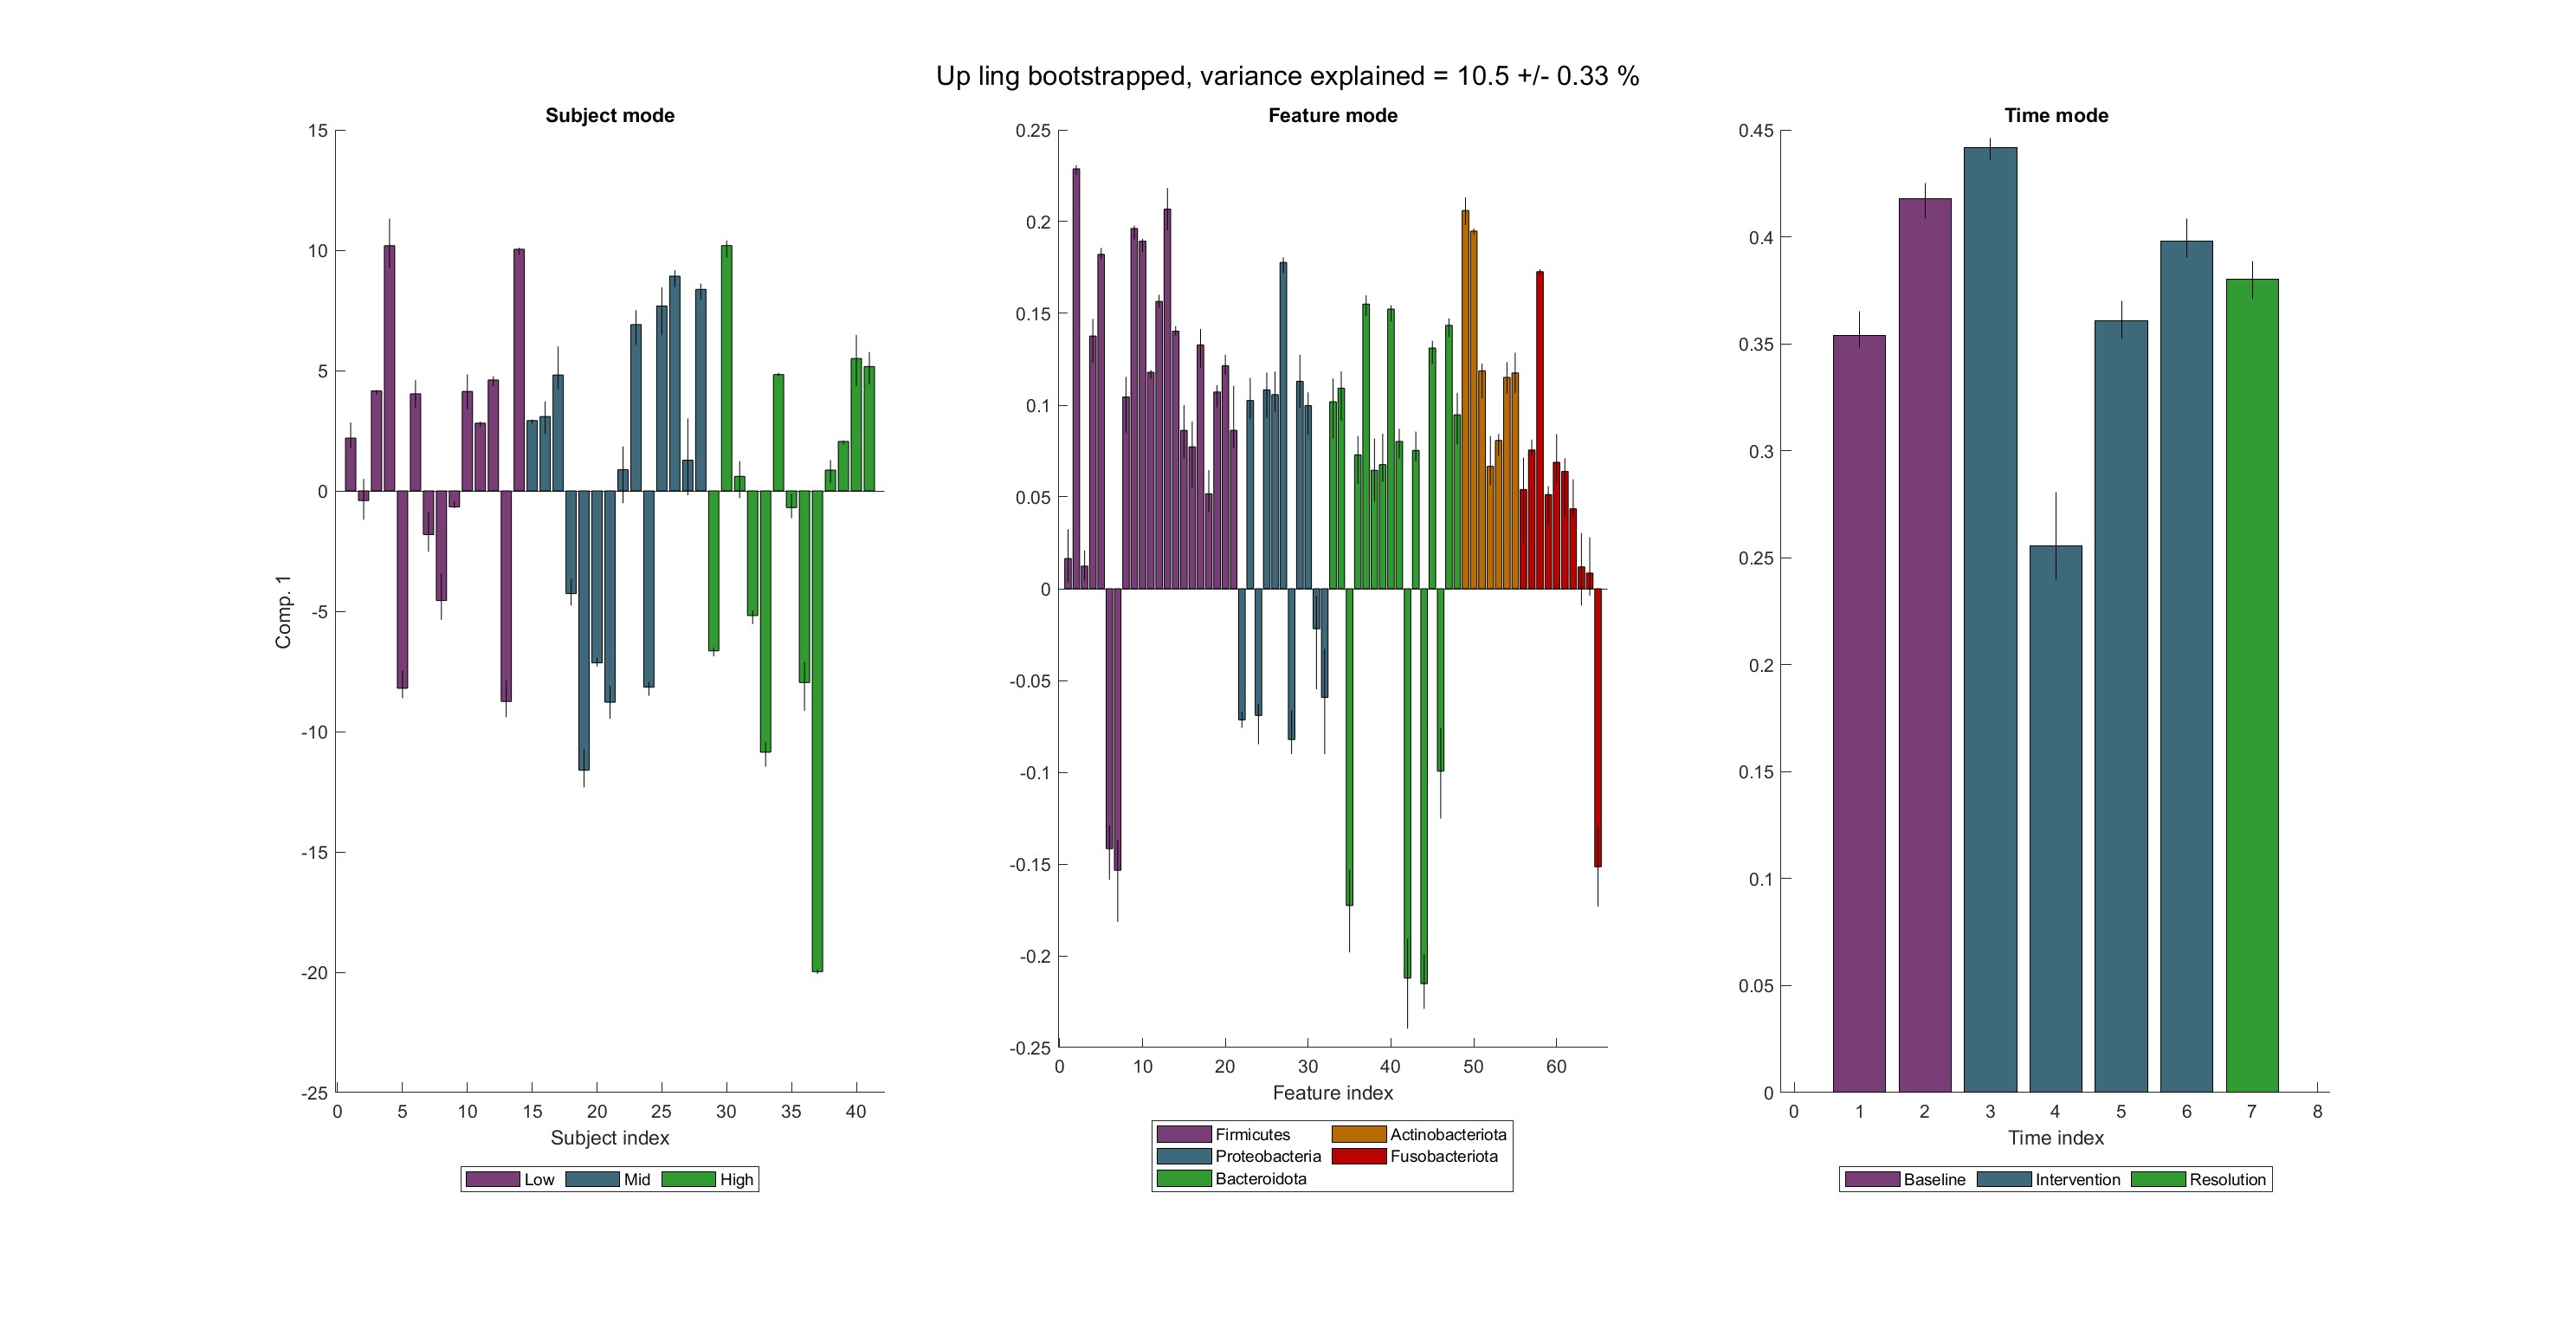 Up ling bootstrapped, variance explained = 10.5 +/- 0.33 %
Subject mode
15
10
5
0
-5
-10
-15
-20
-25
Comp. 1
0 5 10 15 20 25 30 35 40
Subject index
Low Mid High
Feature mode
0.25
0.2
0.15
0.1
0.05
0
-0.05
-0.1
-0.15
-0.2
-0.25
0 10 20 30 40 50 60
Feature index
Firmicutes Actinobacteriota
Proteobacteria Fusobacteriota
Bacteroidota
Time mode
0.45
0.4
0.35
0.3
0.25
0.2
0.15
0.1
0.05
0
0 1 2 3 4 5 6 7 8
Time index
Baseline Intervention Resolution